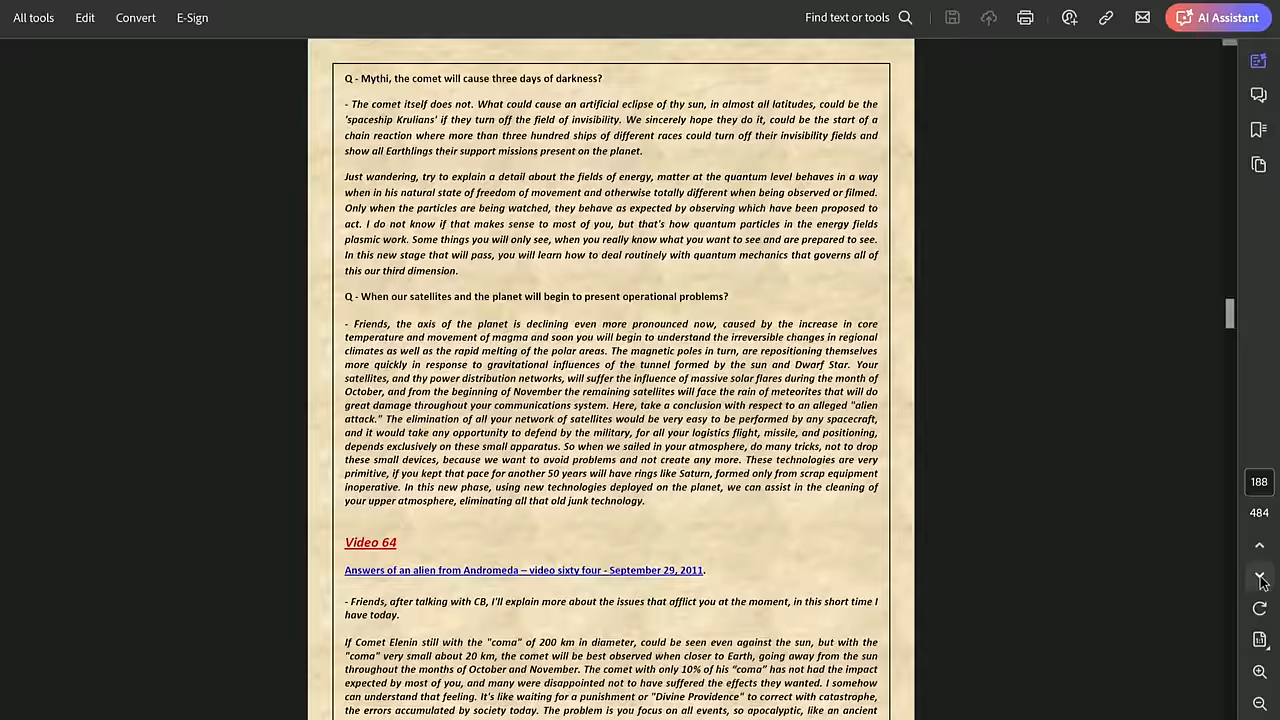 All tools Edit Convert E-Sign Find text or tools AI Assistant
Q - Mythi, the comet will cause three days of darkness?
- The comet itself does not. What could cause an artificial eclipse of thy sun, in almost all latitudes, could be the
'spaceship Krulians' if they turn off the field of invisibility. We sincerely hope they do it, could be the start of a
chain reaction where more than three hundred ships of different races could turn off their invisibility fields and
show all Earthlings their support missions present on the planet.
Just wandering, try to explain a detail about the fields of energy, matter at the quantum level behaves in a way
when in his natural state of freedom of movement and otherwise totally different when being observed or filmed.
Only when the particles are being watched, they behave as expected by observing which have been proposed to
act. I do not know if that makes sense to most of you, but that's how quantum particles in the energy fields
plasmic work. Some things you will only see, when you really know what you want to see and are prepared to see.
In this new stage that will pass, you will learn how to deal routinely with quantum mechanics that governs all of
this our third dimension.
Q - When our satellites and the planet will begin to present operational problems?
- Friends, the axis of the planet is declining even more pronounced now, caused by the increase in core
temperature and movement of magma and soon you will begin to understand the irreversible changes in regional
climates as well as the rapid melting of the polar areas. The magnetic poles in turn, are repositioning themselves
more quickly in response to gravitational influences of the tunnel formed by the sun and Dwarf Star. Your
satellites, and thy power distribution networks, will suffer the influence of massive solar flares during the month of
October, and from the beginning of November the remaining satellites will face the rain of meteorites that will do
great damage throughout your communications system. Here, take a conclusion with respect to an alleged "alien
attack." The elimination of all your network of satellites would be very easy to be performed by any spacecraft,
and it would take any opportunity to defend by the military, for all your logistics flight, missile, and positioning,
depends exclusively on these small apparatus. So when we sailed in your atmosphere, do many tricks, not to drop
these small devices, because we want to avoid problems and not create any more. These technologies are very
primitive, if you kept that pace for another 50 years will have rings like Saturn, formed only from scrap equipment
inoperative. In this new phase, using new technologies deployed on the planet, we can assist in the cleaning of
your upper atmosphere, eliminating all that old junk technology.
Video 64
Answers of an alien from Andromeda – video sixty four - September 29, 2011.
- Friends, after talking with CB, I'll explain more about the issues that afflict you at the moment, in this short time I
have today.
If Comet Elenin still with the "coma" of 200 km in diameter, could be seen even against the sun, but with the
"coma" very small about 20 km, the comet will be best observed when closer to Earth, going away from the sun
throughout the months of October and November. The comet with only 10% of his “coma” has not had the impact
expected by most of you, and many were disappointed not to have suffered the effects they wanted. I somehow
can understand that feeling. It's like waiting for a punishment or "Divine Providence" to correct with catastrophe,
the errors accumulated by society today. The problem is you focus on all events, so apocalyptic, like an ancient
188
484